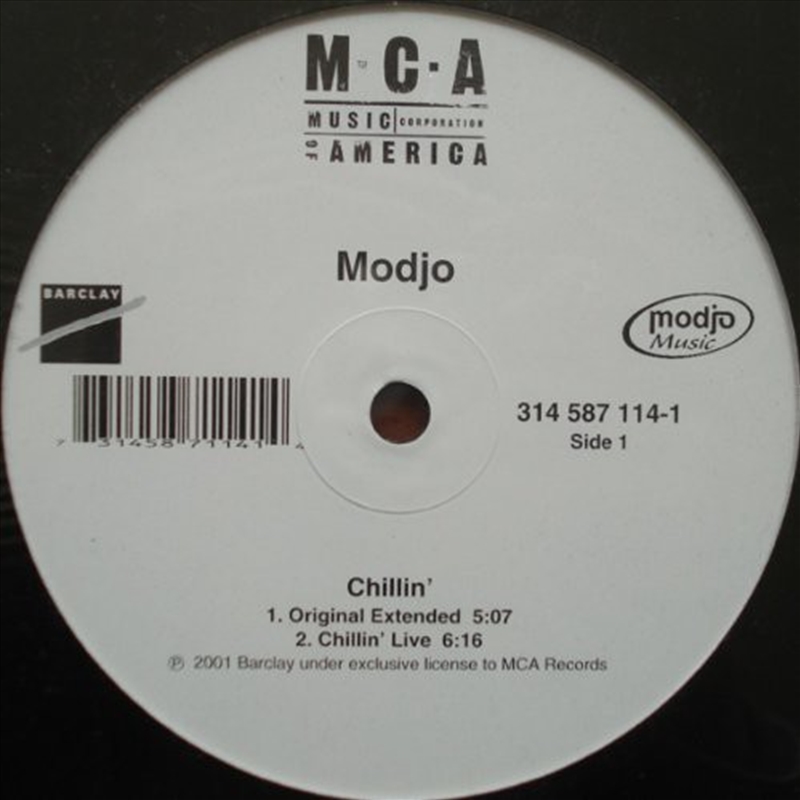 M·C·A
MUSIC CORPORATION
OF AMERICA
Modjo
BARCLAY
modjo
Music
314 587 114-1
Side 1
7 31458 71141 4
Chillin'
1. Original Extended 5:07
2. Chillin' Live 6:16
℗ 2001 Barclay under exclusive license to MCA Records